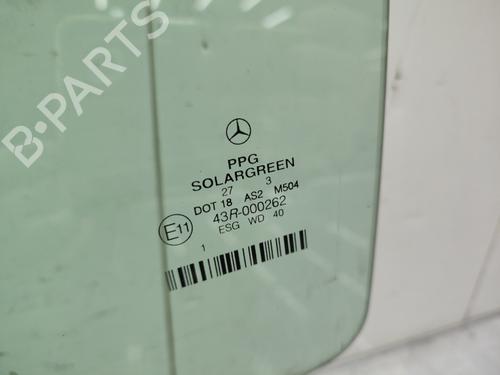 B-PARTS
PPG
SOLARGREEN
27 3
DOT 18 AS2 M504
43R-000262
E11 ESG WD 40
1